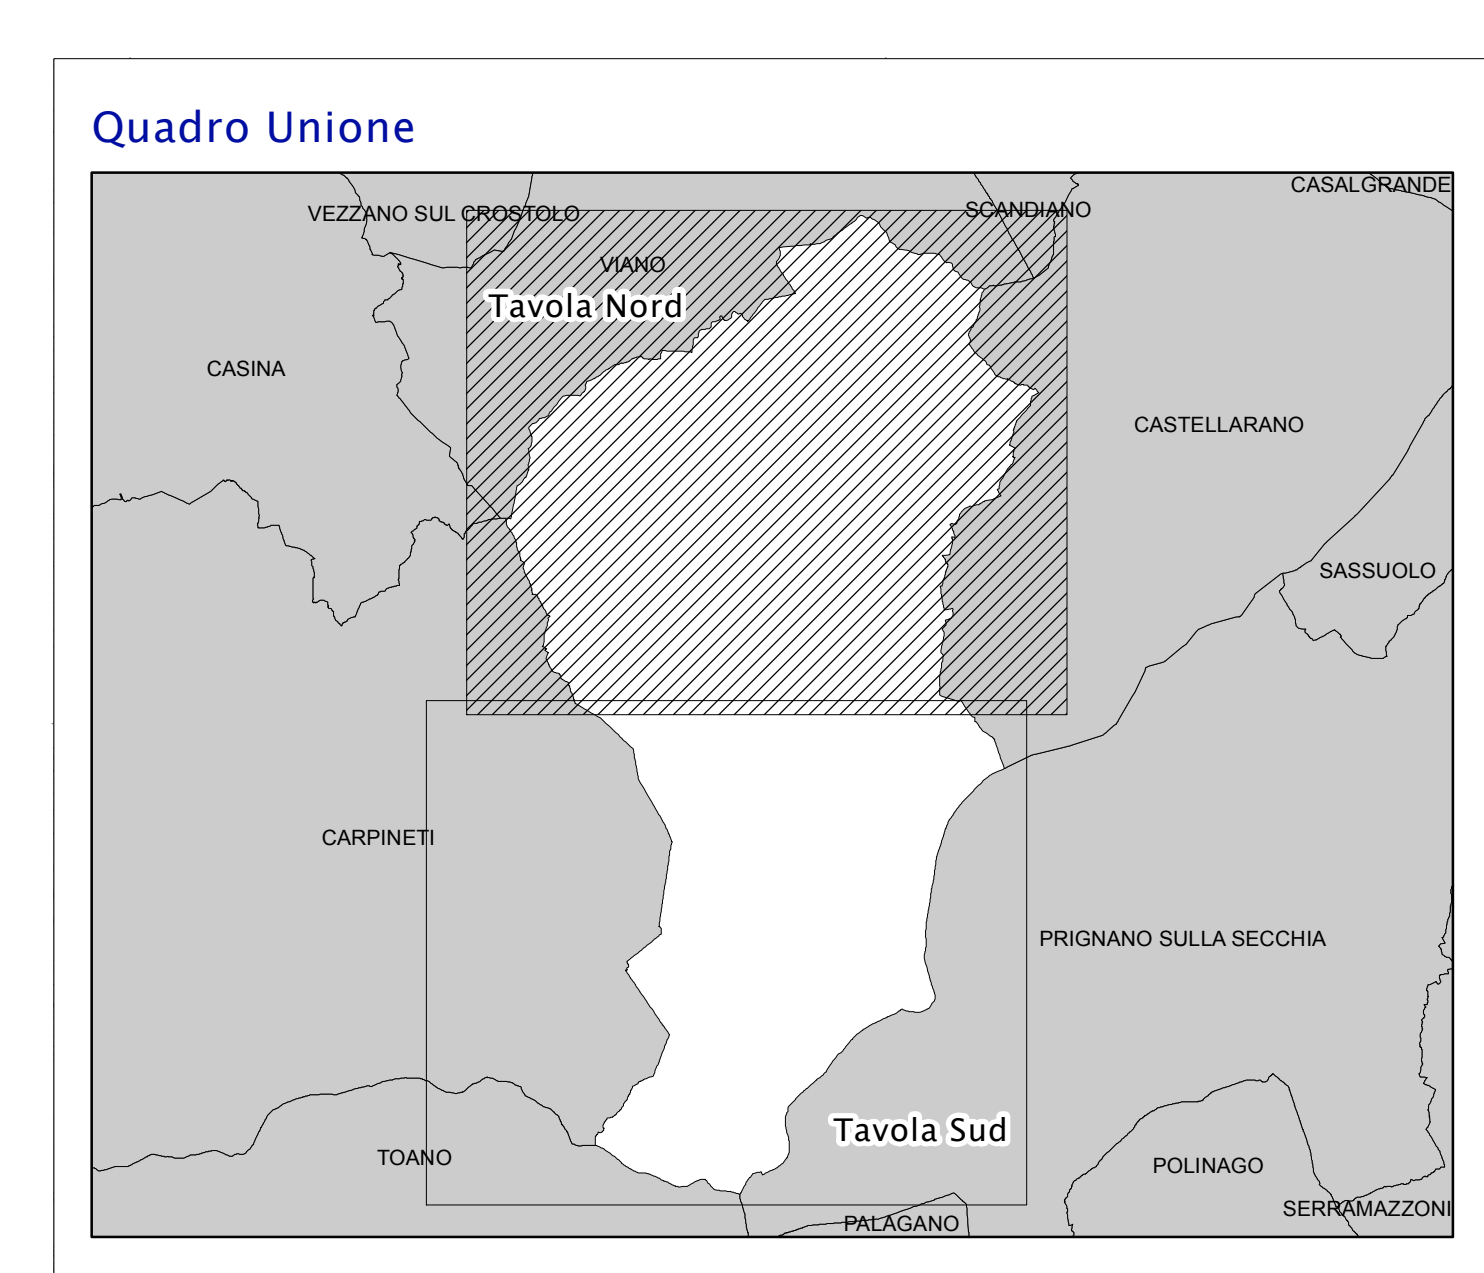 Quadro Unione
CASALGRANDE
VEZZANO SUL CROSTOLO
SCANDIANO
VIANO
Tavola Nord
CASINA
CASTELLARANO
SASSUOLO
CARPINETI
PRIGNANO SULLA SECCHIA
Tavola Sud
TOANO
POLINAGO
SERRAMAZZONI
PALAGANO